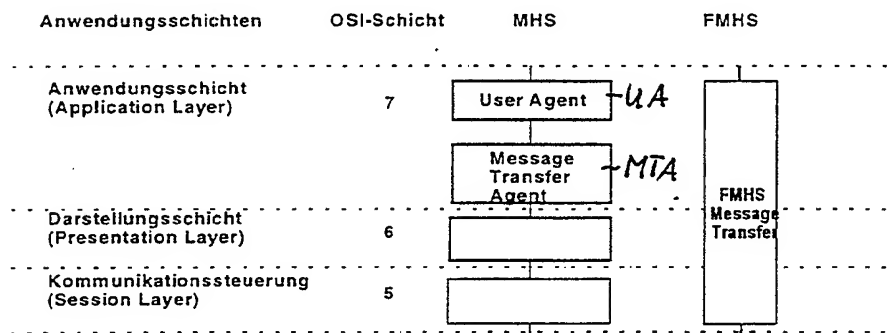 Anwendungsschichten OSI-Schicht MHS FMHS
Anwendungsschicht
(Application Layer)
7
User Agent
UA
Message
Transfer
Agent
MTA
FMHS
Message
Transfer
Darstellungsschicht
(Presentation Layer)
6
Kommunikationssteuerung
(Session Layer)
5